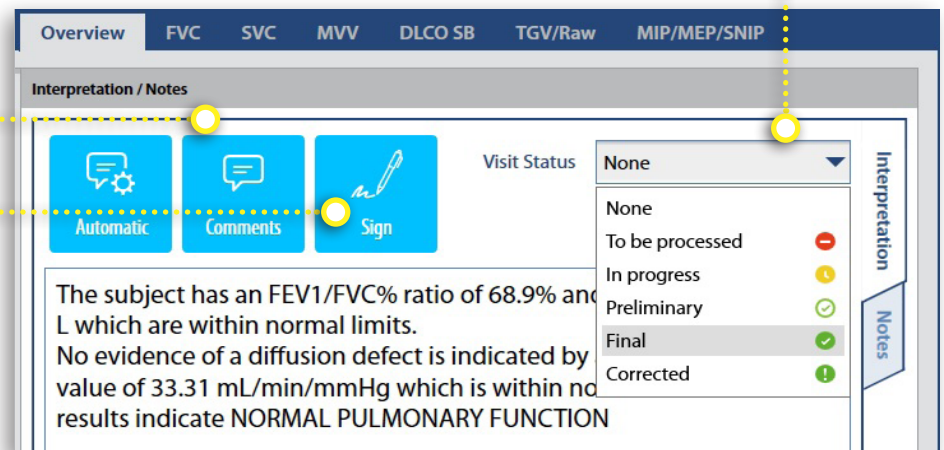 Overview FVC SVC MVV DLCO SB TGV/Raw MIP/MEP/SNIP
Interpretation / Notes
Automatic Comments Sign
Visit Status None
None
To be processed
In progress
Preliminary
Final
Corrected
Interpretation
Notes
The subject has an FEV1/FVC% ratio of 68.9% and
L which are within normal limits.
No evidence of a diffusion defect is indicated by
value of 33.31 mL/min/mmHg which is within no
results indicate NORMAL PULMONARY FUNCTION